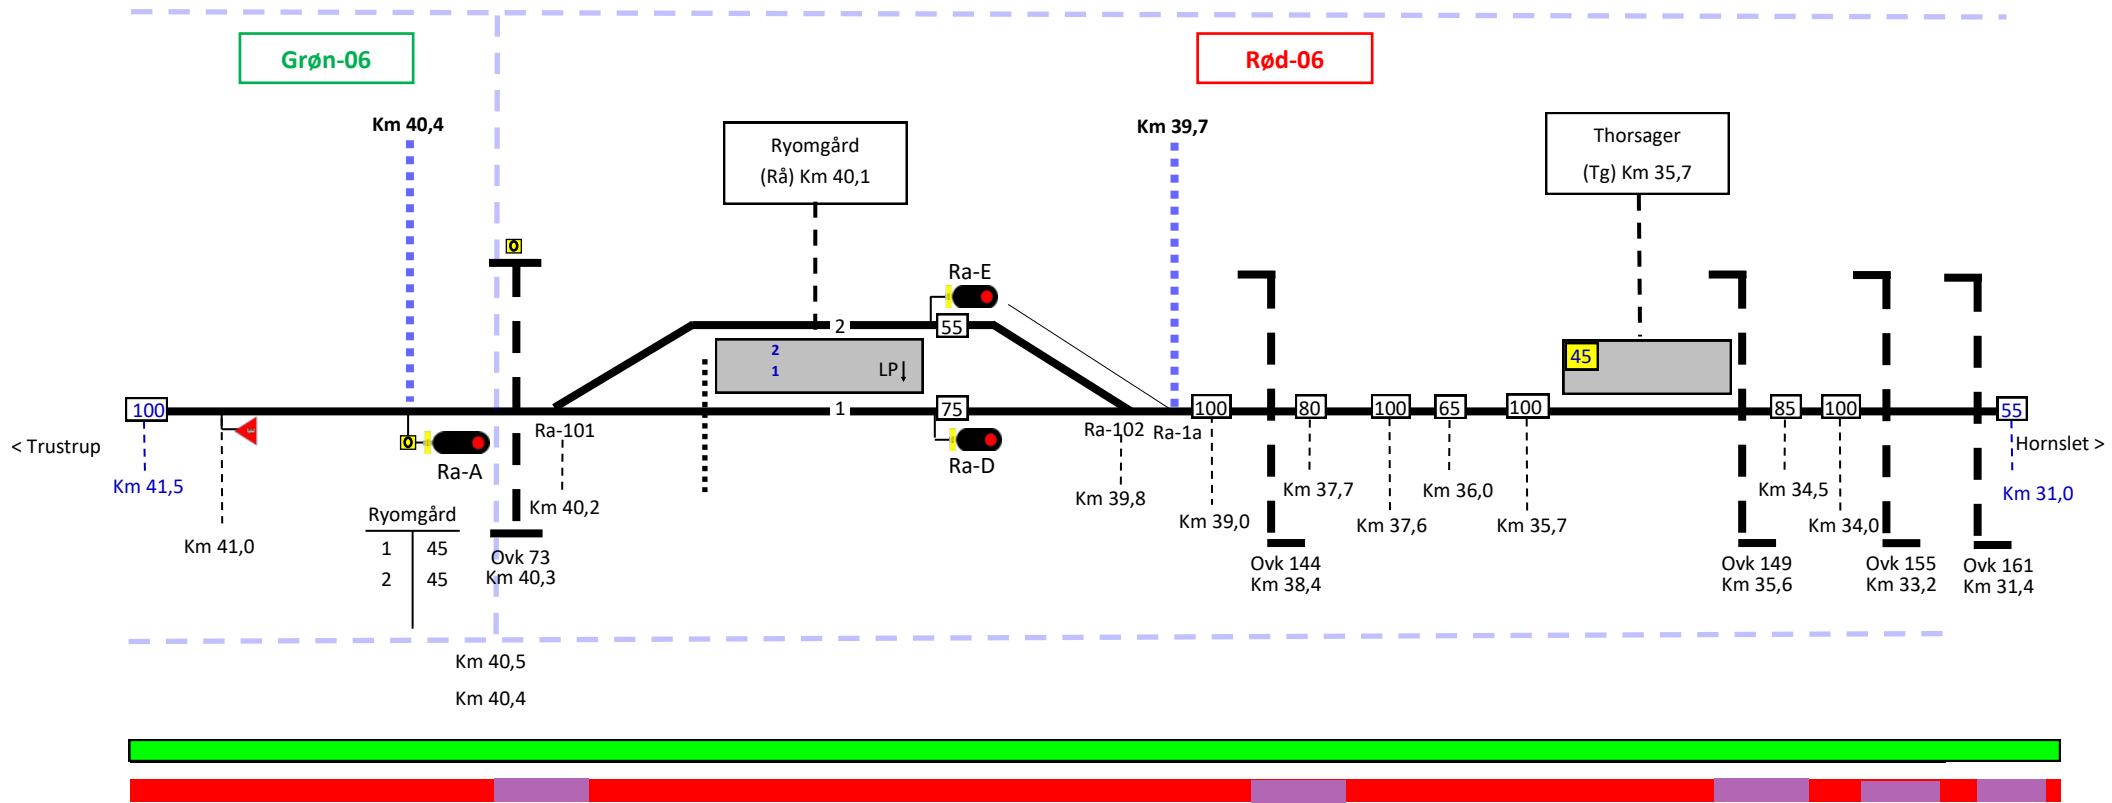 Grøn-06
Rød-06
Km 40,4
Km 39,7
Ryomgård
(Rå) Km 40,1
Thorsager
(Tg) Km 35,7
0
Ra-E
2
55
2
1
LP
45
100
1
75
100
80
100
65
100
85
100
55
< Trustrup
0
Ra-A
Ra-101
Ra-D
Ra-102
Ra-1a
Hornslet >
Km 41,5
Km 41,0
Km 40,2
Km 39,8
Km 39,0
Km 37,7
Km 37,6
Km 36,0
Km 35,7
Km 34,5
Km 34,0
Km 31,0
Ryomgård
1 45
2 45
Ovk 73
Km 40,3
Ovk 144
Km 38,4
Ovk 149
Km 35,6
Ovk 155
Km 33,2
Ovk 161
Km 31,4
Km 40,5
Km 40,4